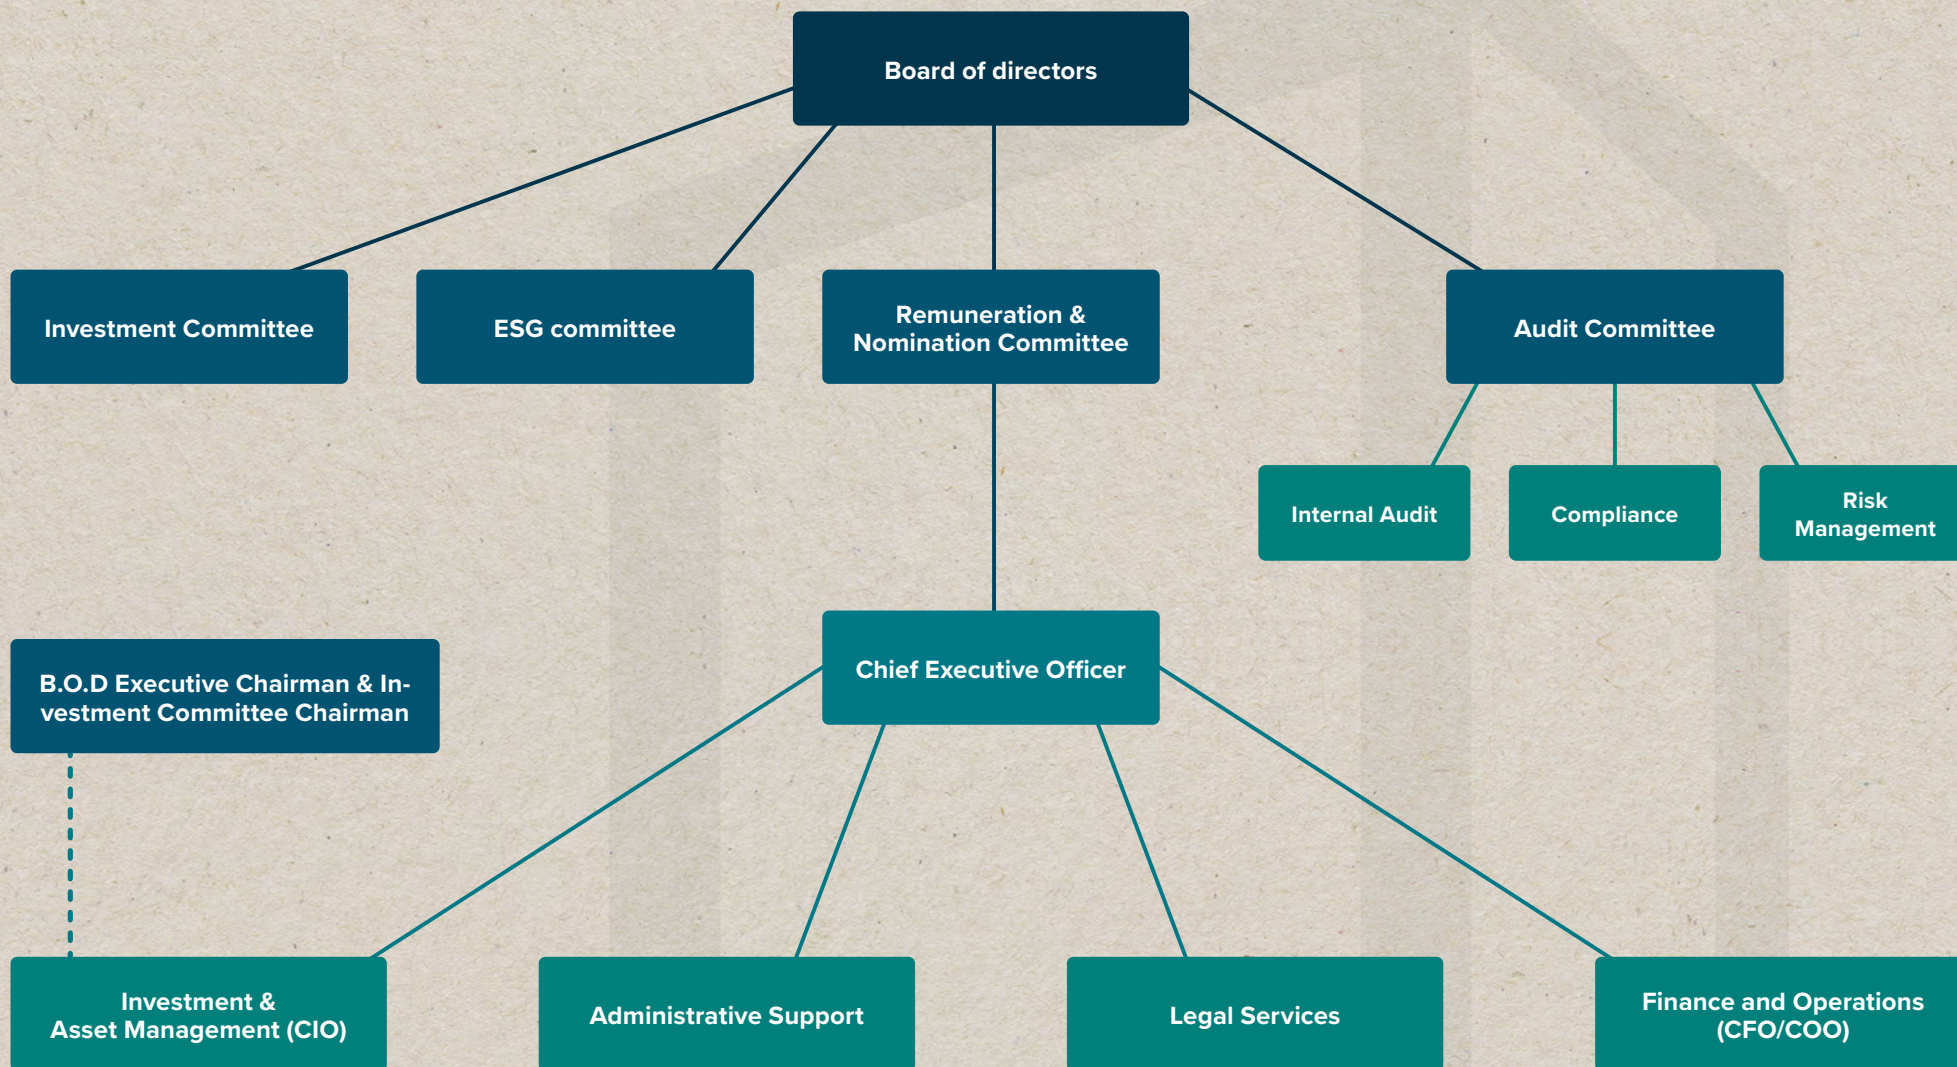 Board of directors
Investment Committee
ESG committee
Remuneration &
Nomination Committee
Audit Committee
Internal Audit
Compliance
Risk
Management
B.O.D Executive Chairman & In-
vestment Committee Chairman
Chief Executive Officer
Investment &
Asset Management (CIO)
Administrative Support
Legal Services
Finance and Operations
(CFO/COO)